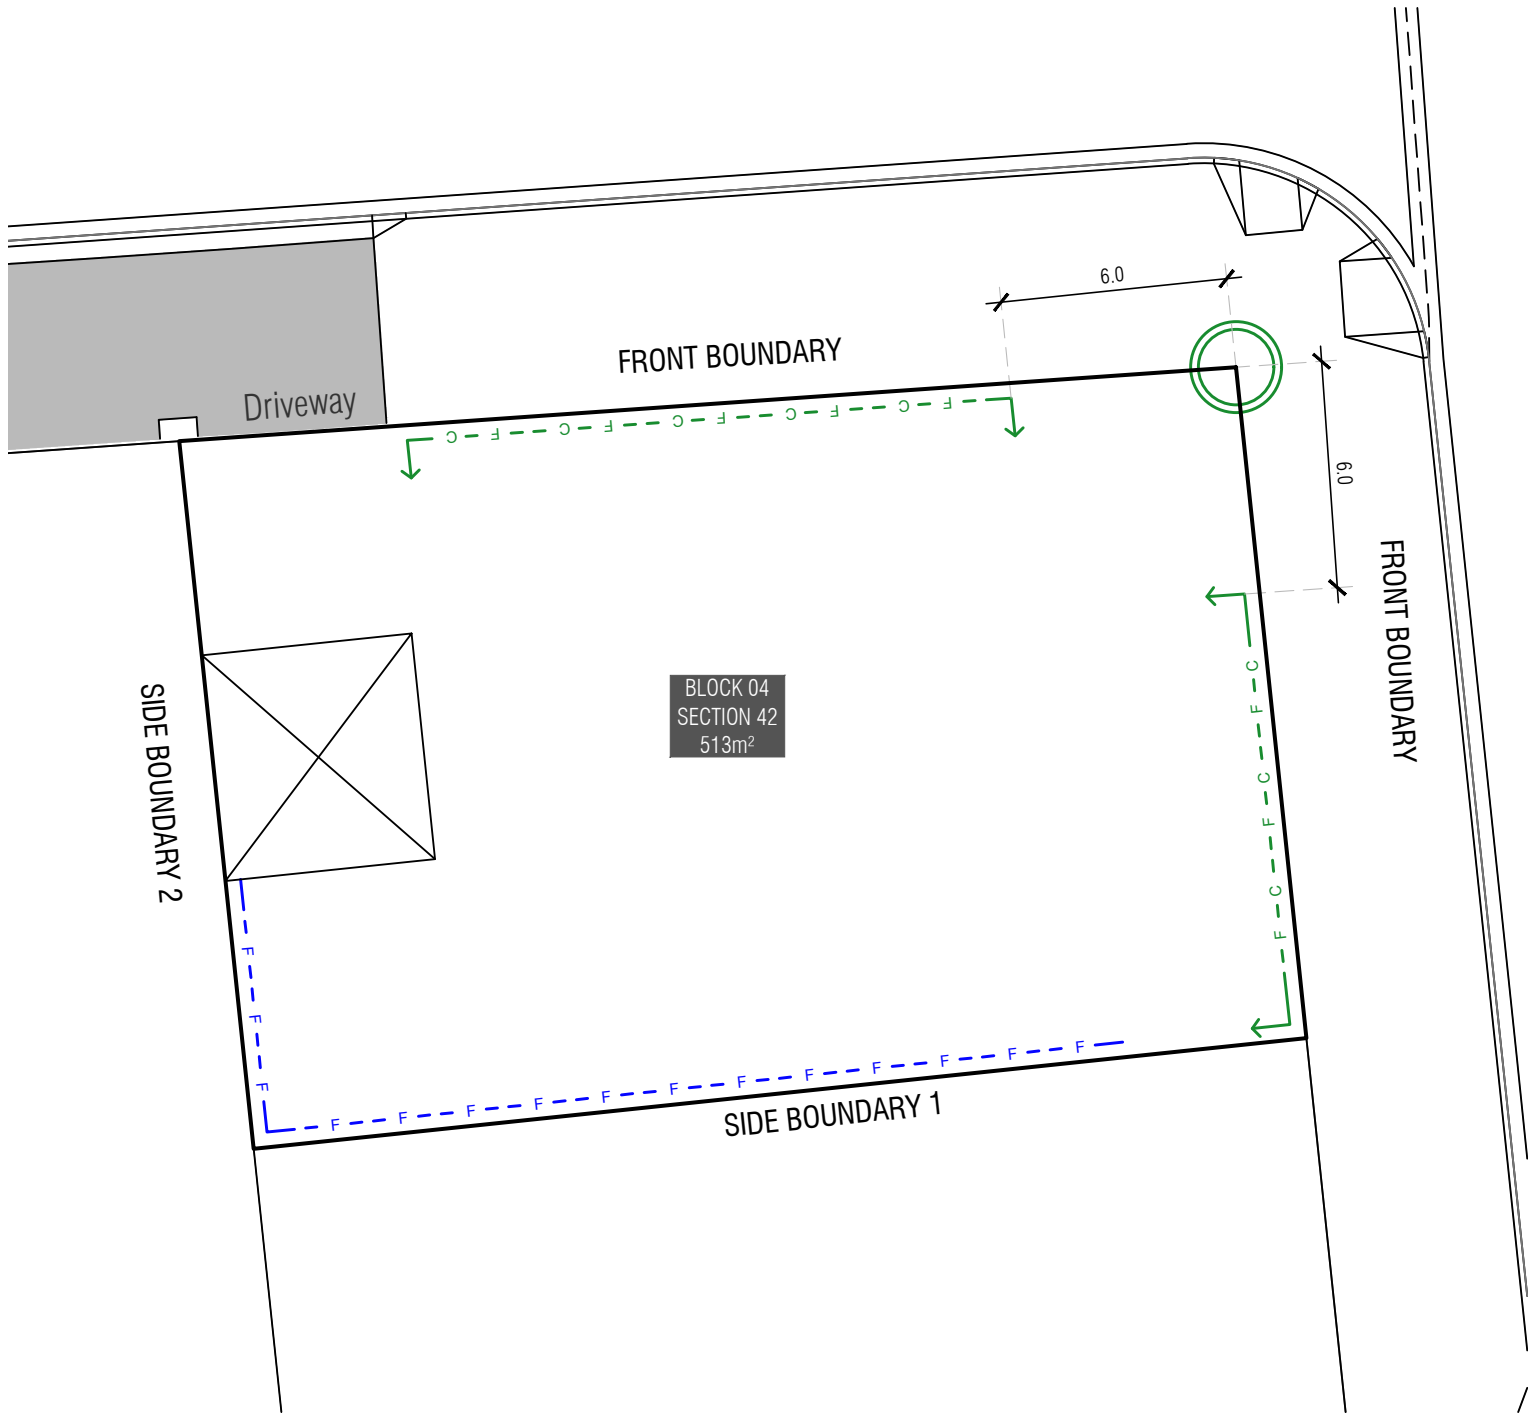 6.0
FRONT BOUNDARY
Driveway
C F C F C F C F C F
6.0
FRONT BOUNDARY
C
F
C
F
C
F
BLOCK 04
SECTION 42
513m²
SIDE BOUNDARY 2
F
F
F
F F F F F F F F F F F F
SIDE BOUNDARY 1